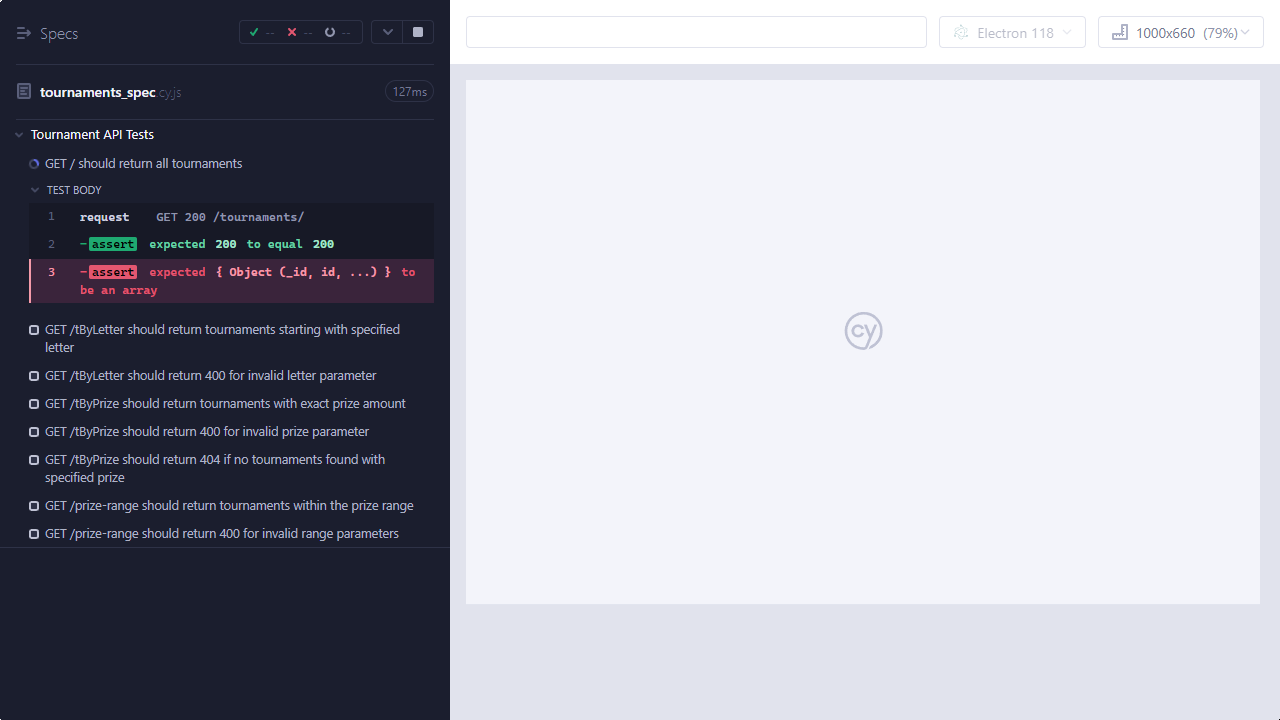 Specs
--
--
--
Electron 118
1000x660 (79%)
tournaments_spec.cy.js
127ms
Tournament API Tests
GET / should return all tournaments
TEST BODY
1 request GET 200 /tournaments/
2 -assert expected 200 to equal 200
3 -assert expected { Object (_id, id, ...) } to
be an array
GET /tByLetter should return tournaments starting with specified
letter
GET /tByLetter should return 400 for invalid letter parameter
GET /tByPrize should return tournaments with exact prize amount
GET /tByPrize should return 400 for invalid prize parameter
GET /tByPrize should return 404 if no tournaments found with
specified prize
GET /prize-range should return tournaments within the prize range
GET /prize-range should return 400 for invalid range parameters
cy